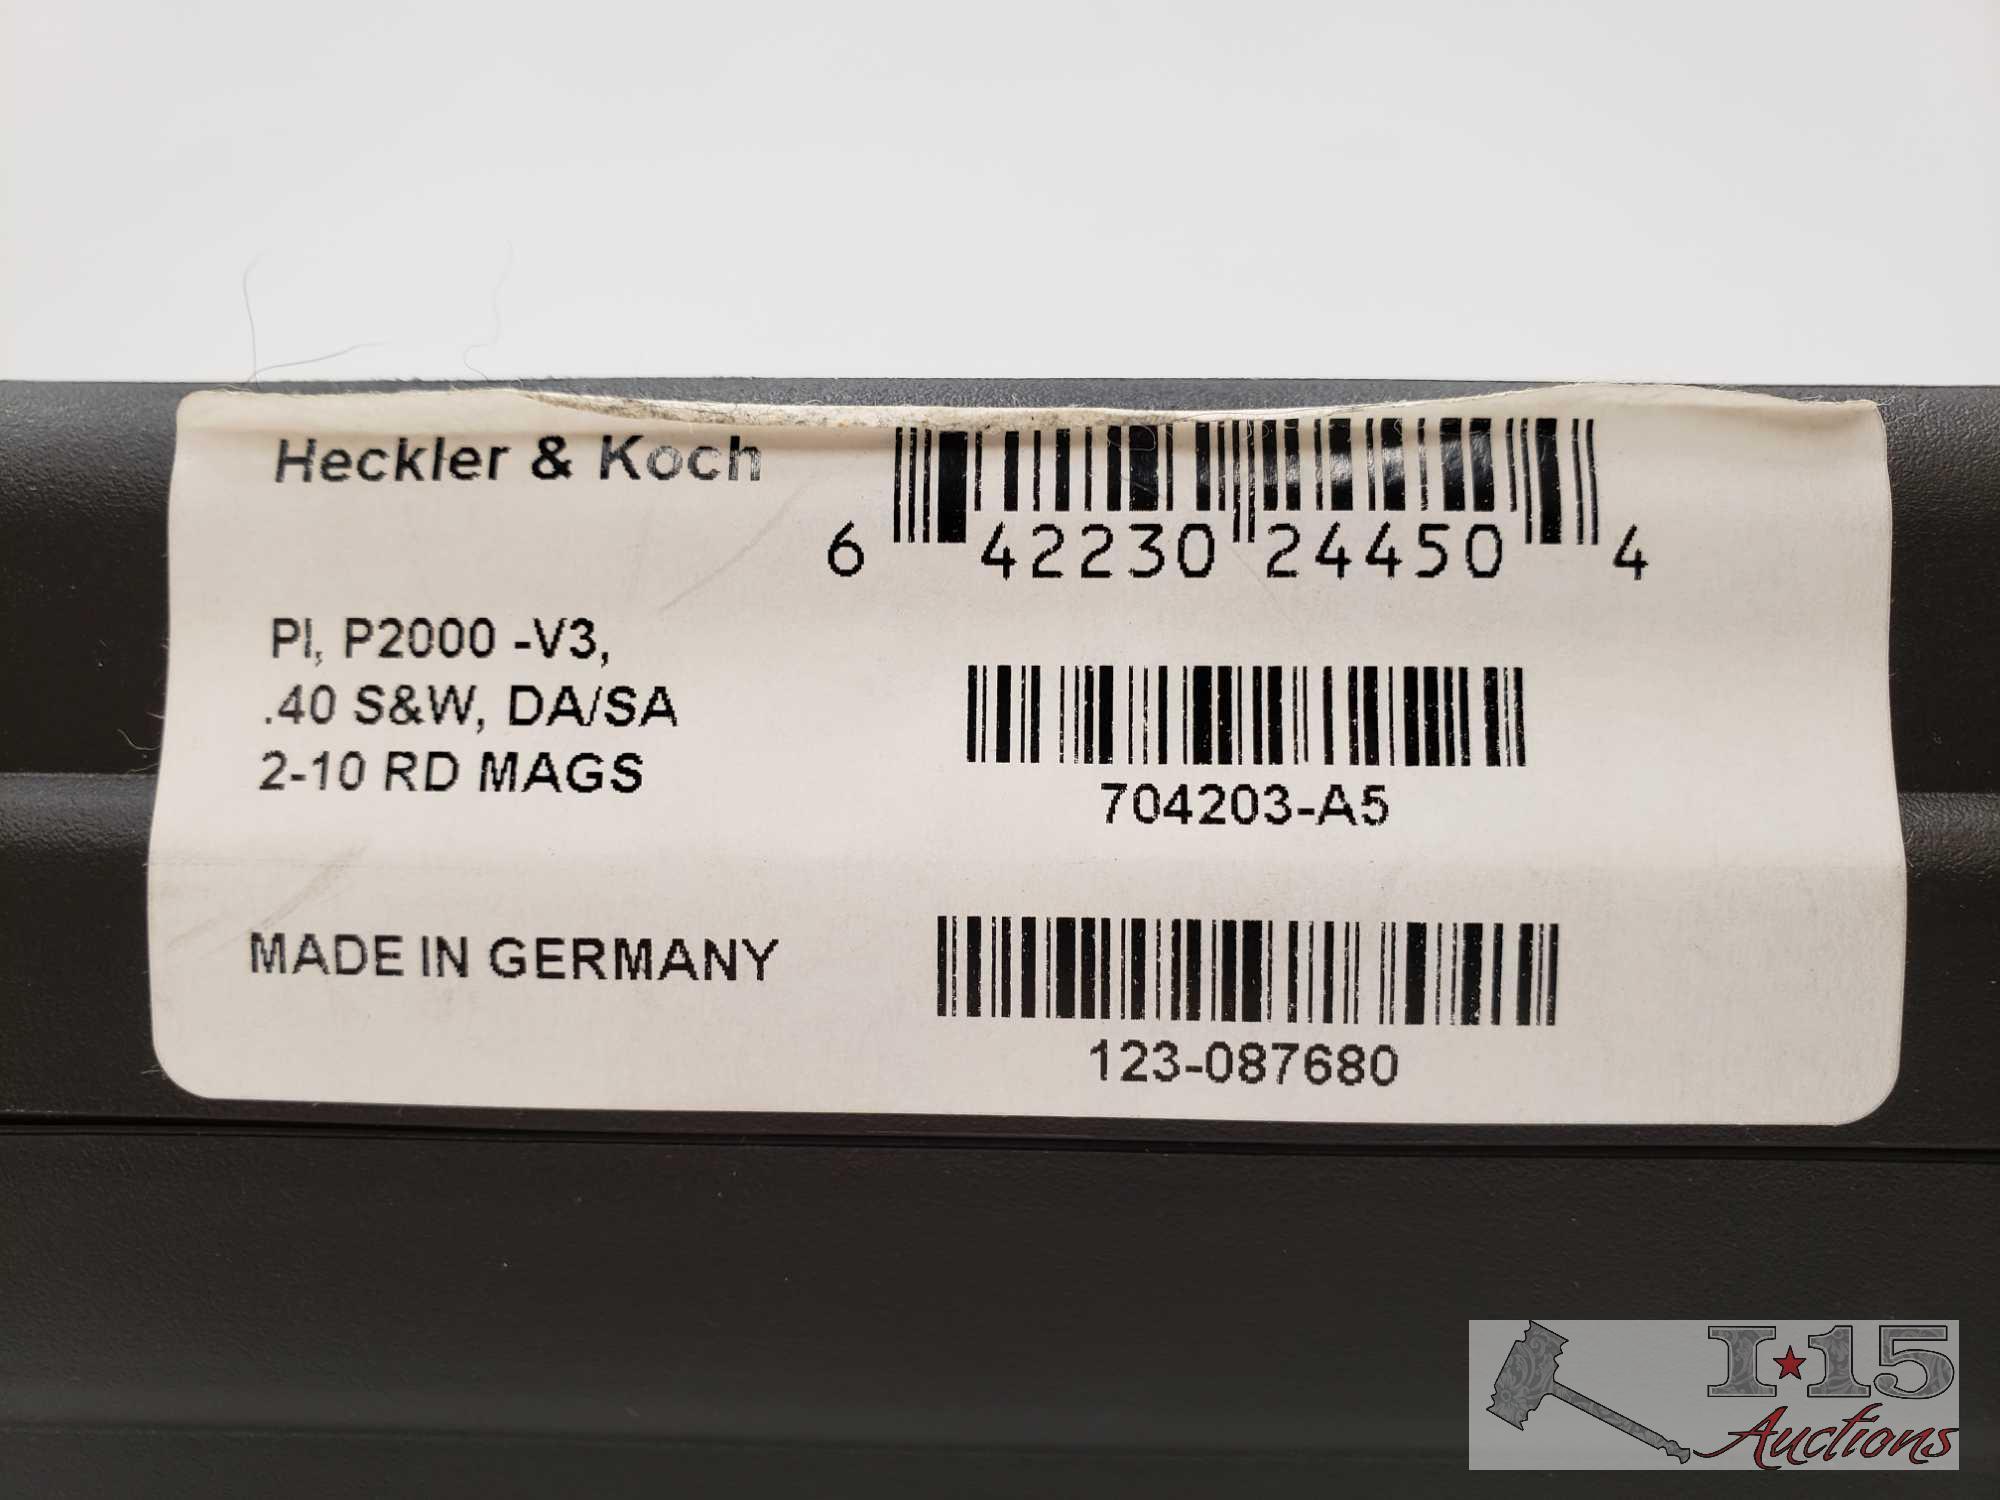 Heckler & Koch
6 42230 24450 4
PI, P2000 -V3,
.40 S&W, DA/SA
2-10 RD MAGS
704203-A5
MADE IN GERMANY
123-087680
I★15
Auctions